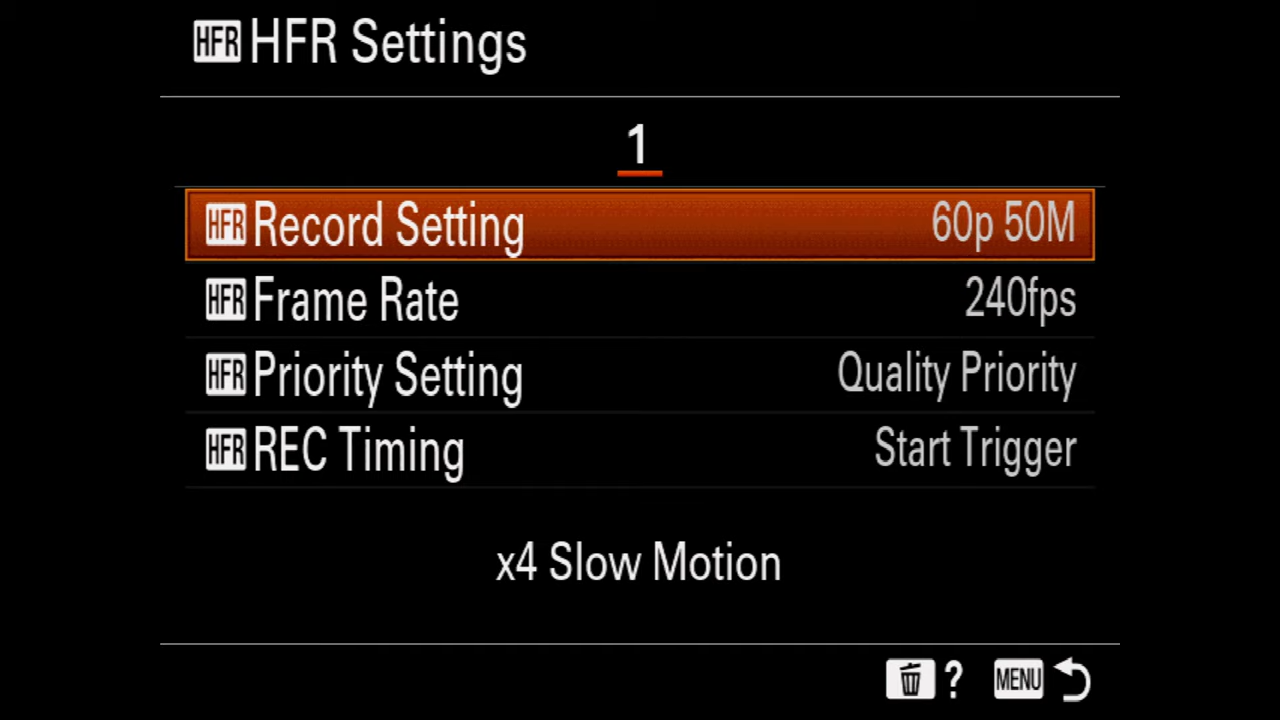 HFR HFR Settings
1
HFR Record Setting 60p 50M
HFR Frame Rate 240fps
HFR Priority Setting Quality Priority
HFR REC Timing Start Trigger
x4 Slow Motion
? MENU